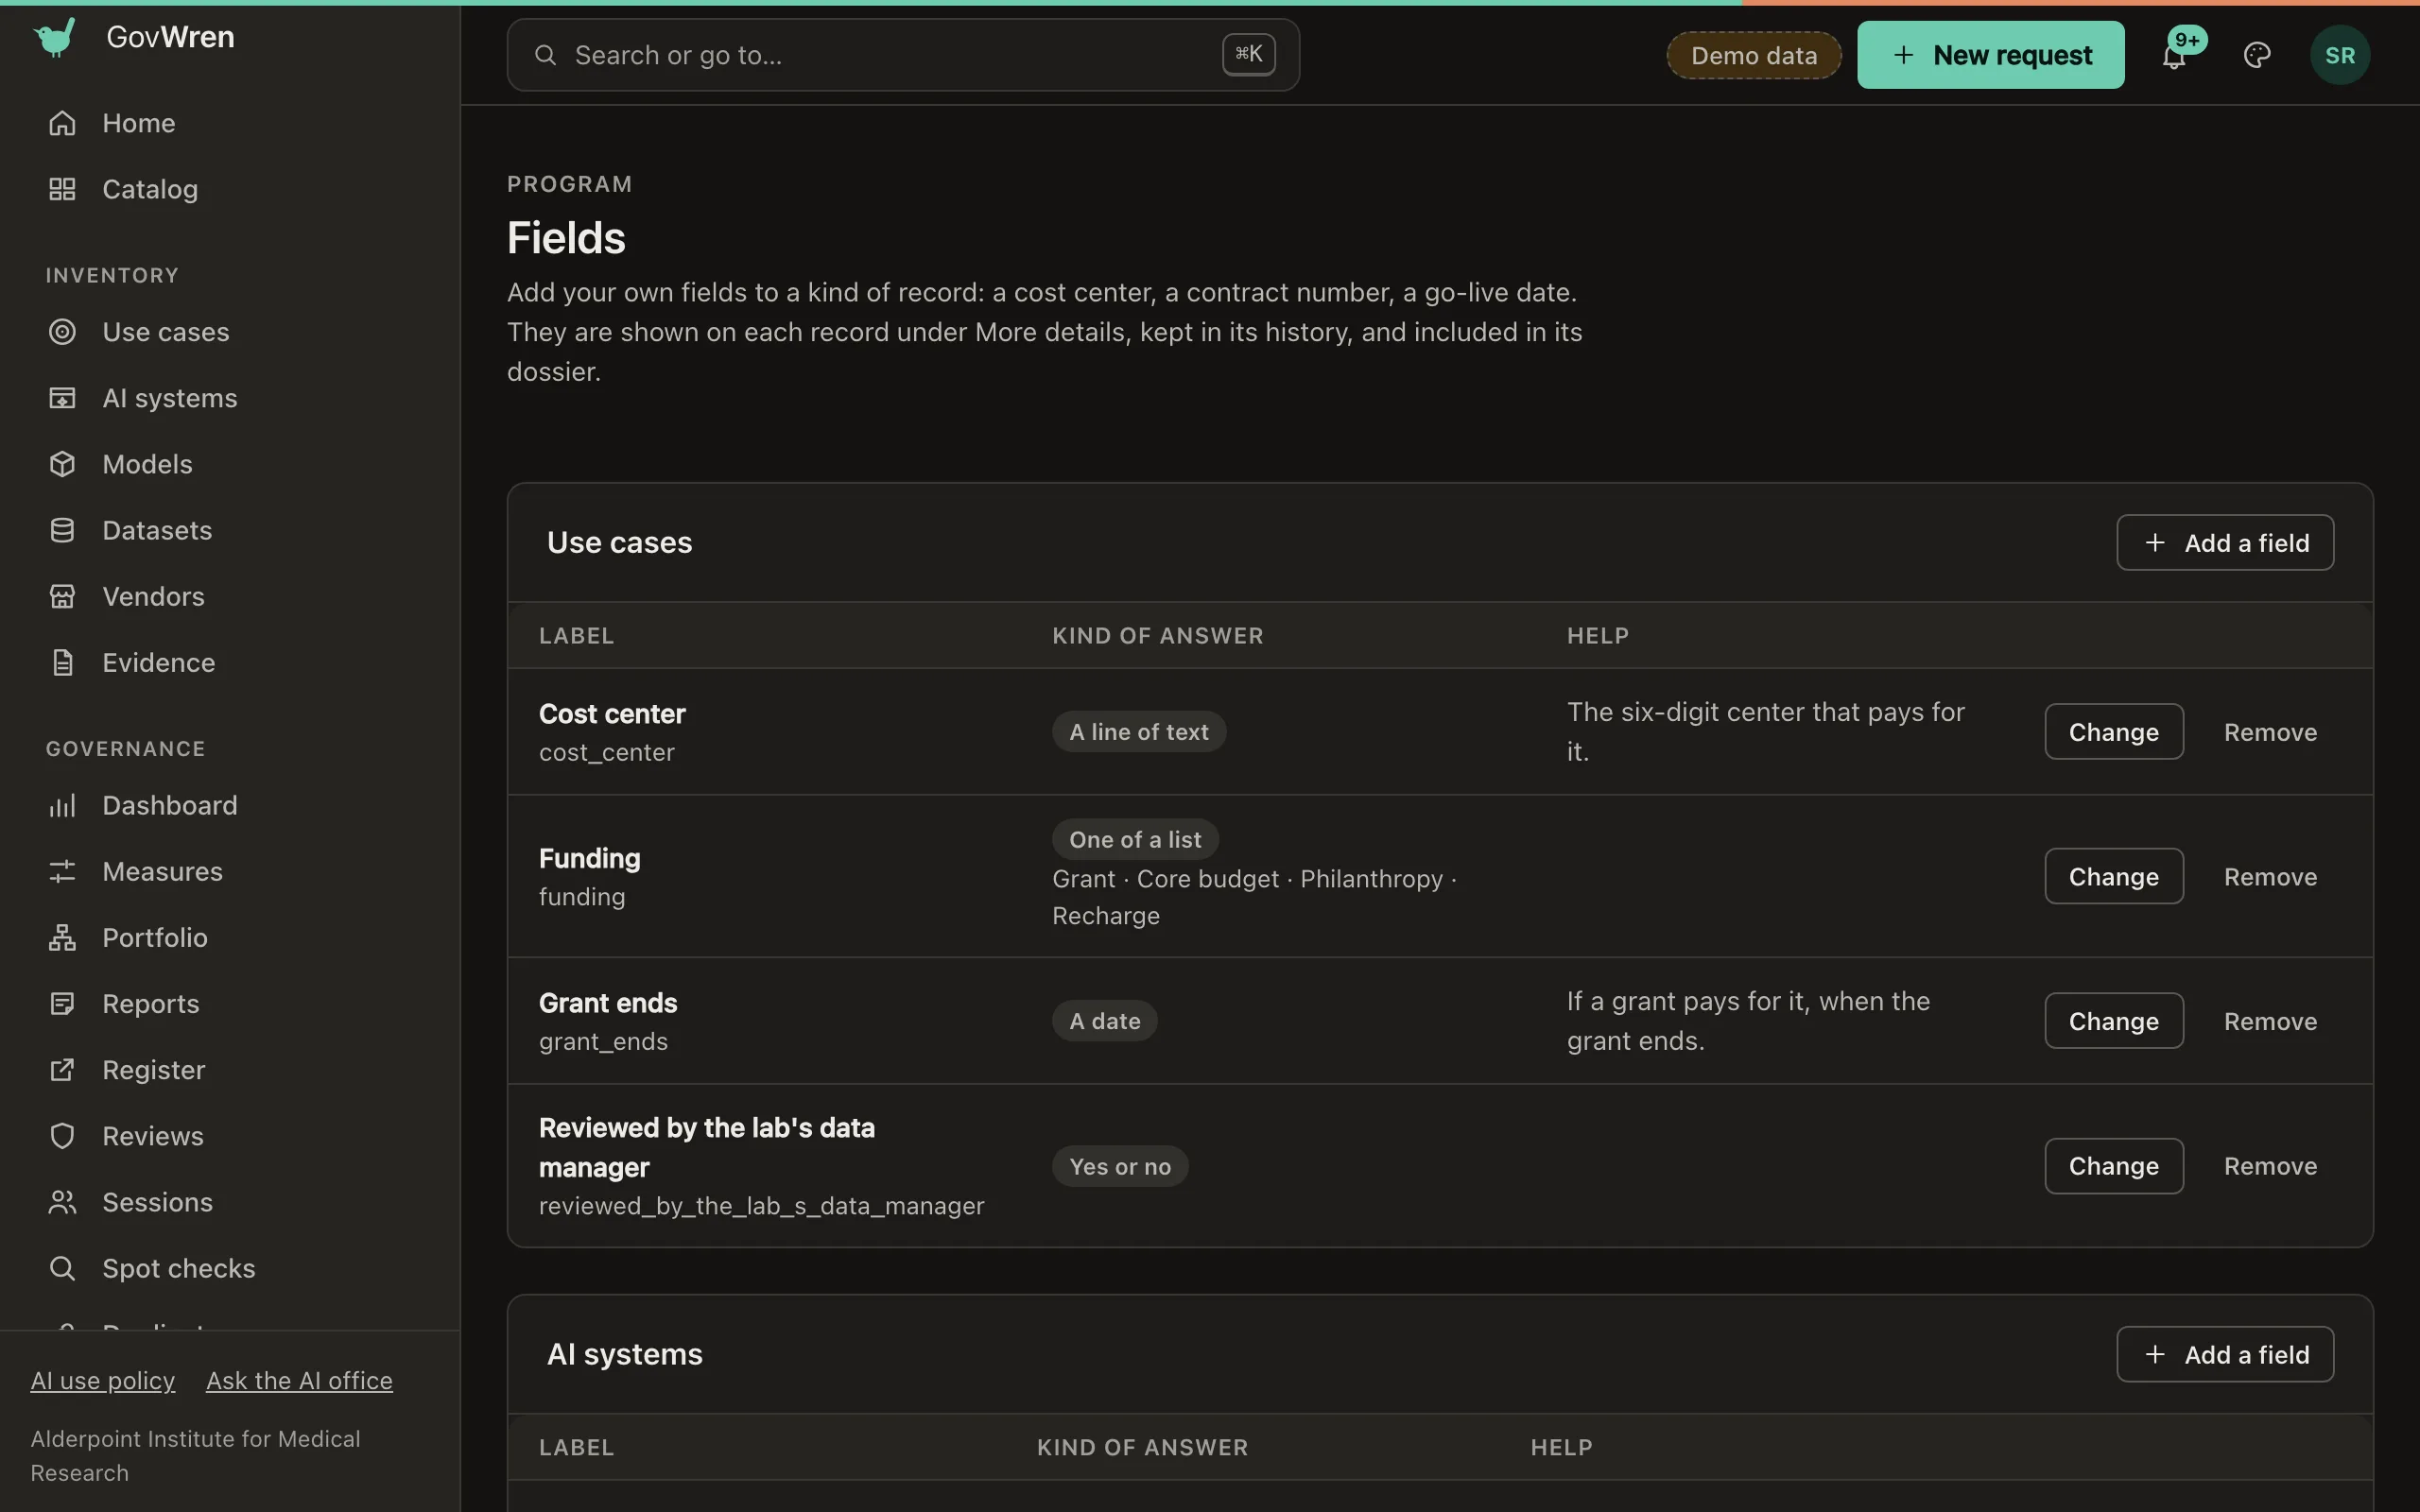 GovWren
Search or go to...
⌘K
Demo data
+ New request
9+
SR
Home
Catalog
INVENTORY
Use cases
AI systems
Models
Datasets
Vendors
Evidence
GOVERNANCE
Dashboard
Measures
Portfolio
Reports
Register
Reviews
Sessions
Spot checks
AI use policy
Ask the AI office
Alderpoint Institute for Medical
Research
PROGRAM
Fields
Add your own fields to a kind of record: a cost center, a contract number, a go-live date.
They are shown on each record under More details, kept in its history, and included in its
dossier.
Use cases
+ Add a field
LABEL
KIND OF ANSWER
HELP
Cost center
cost_center
A line of text
The six-digit center that pays for
it.
Change
Remove
Funding
funding
One of a list
Grant · Core budget · Philanthropy ·
Recharge
Change
Remove
Grant ends
grant_ends
A date
If a grant pays for it, when the
grant ends.
Change
Remove
Reviewed by the lab's data
manager
reviewed_by_the_lab_s_data_manager
Yes or no
Change
Remove
AI systems
+ Add a field
LABEL
KIND OF ANSWER
HELP